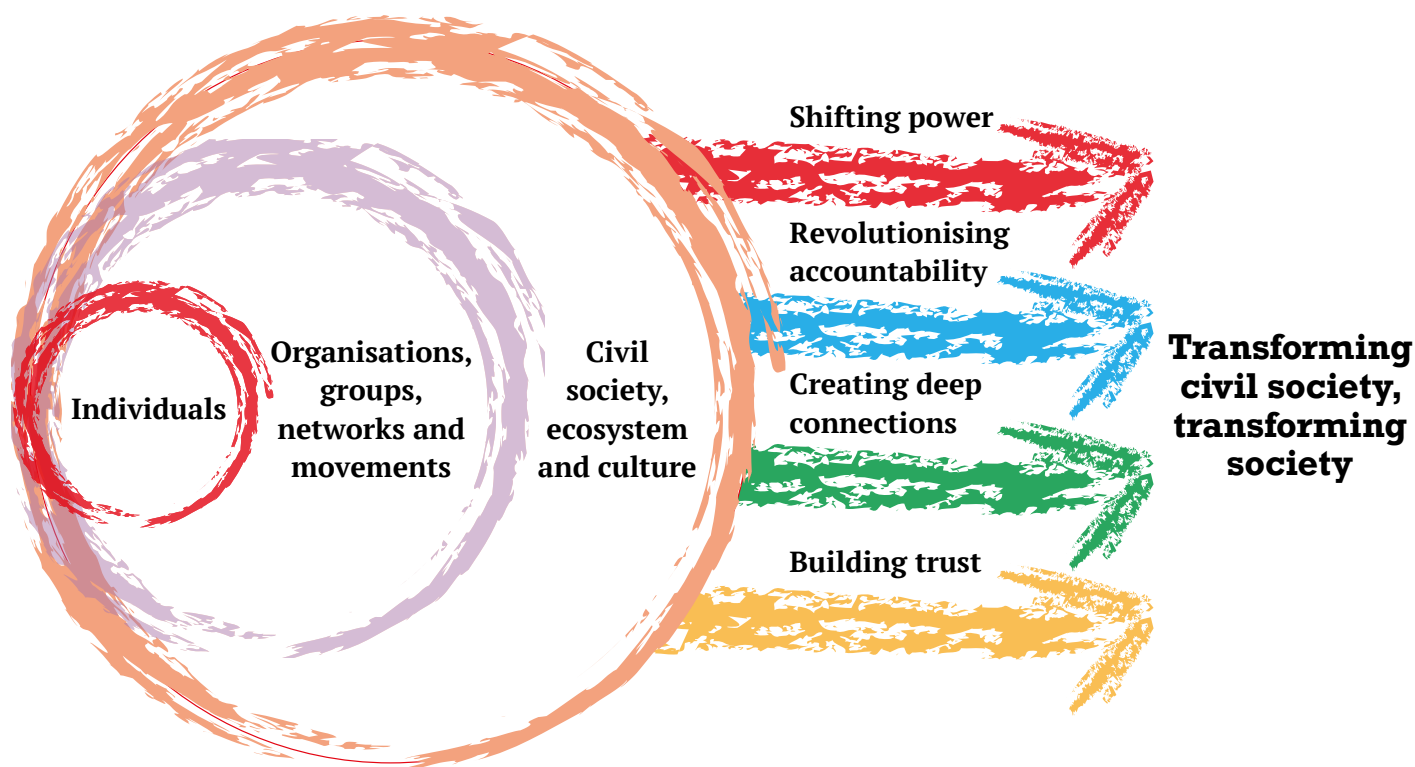 Individuals
Organisations,
groups,
networks and
movements
Civil
society,
ecosystem
and culture
Shifting power
Revolutionising
accountability
Creating deep
connections
Building trust
Transforming
civil society,
transforming
society